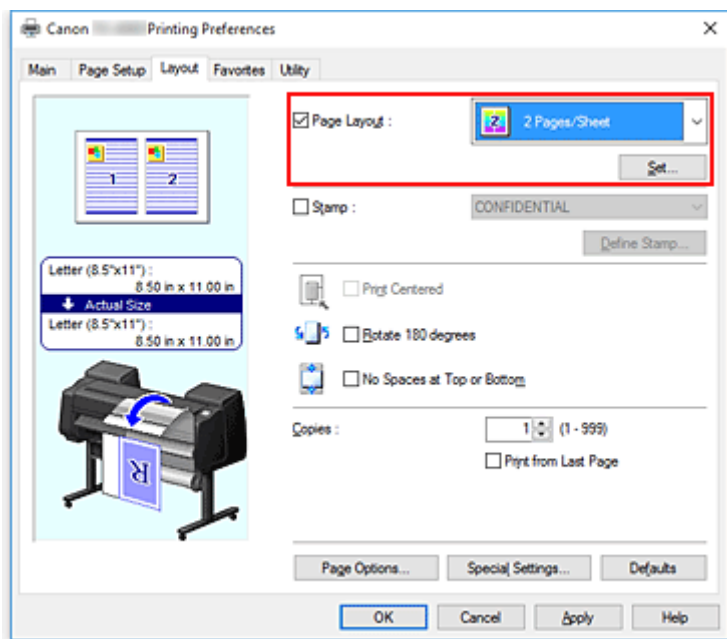 Canon Printing Preferences
Main Page Setup Layout Favorites Utility
1 2
Letter (8.5"x11") :
8.50 in x 11.00 in
Actual Size
Letter (8.5"x11") :
8.50 in x 11.00 in
R
Page Layout : 2 2 Pages/Sheet
Set...
Stamp : CONFIDENTIAL
Define Stamp...
Print Centered
Rotate 180 degrees
No Spaces at Top or Bottom
Copies : 1 (1 - 999)
Print from Last Page
Page Options... Special Settings... Defaults
OK Cancel Apply Help